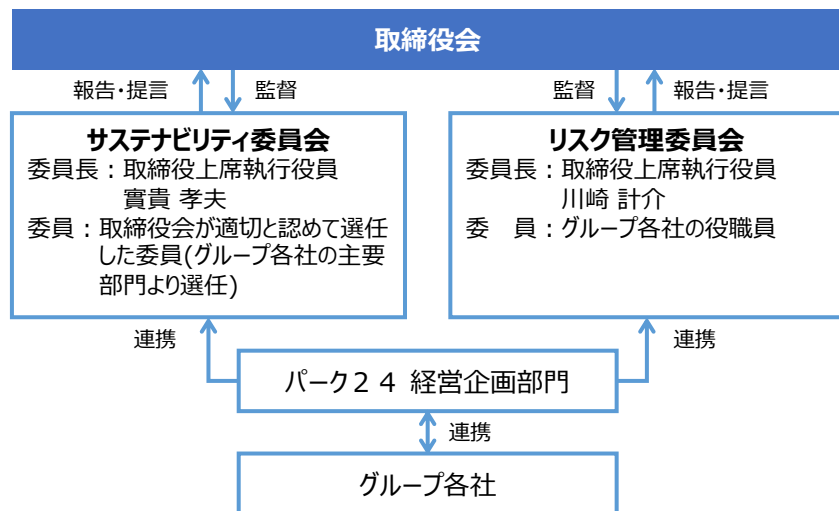 取締役会
報告・提言
監督
監督
報告・提言
サステナビリティ委員会
委員長：取締役上席執行役員
實貴 孝夫
委員：取締役会が適切と認めて選任
した委員(グループ各社の主要
部門より選任)
リスク管理委員会
委員長：取締役上席執行役員
川崎 計介
委　員：グループ各社の役職員
連携
連携
パーク２４ 経営企画部門
連携
グループ各社